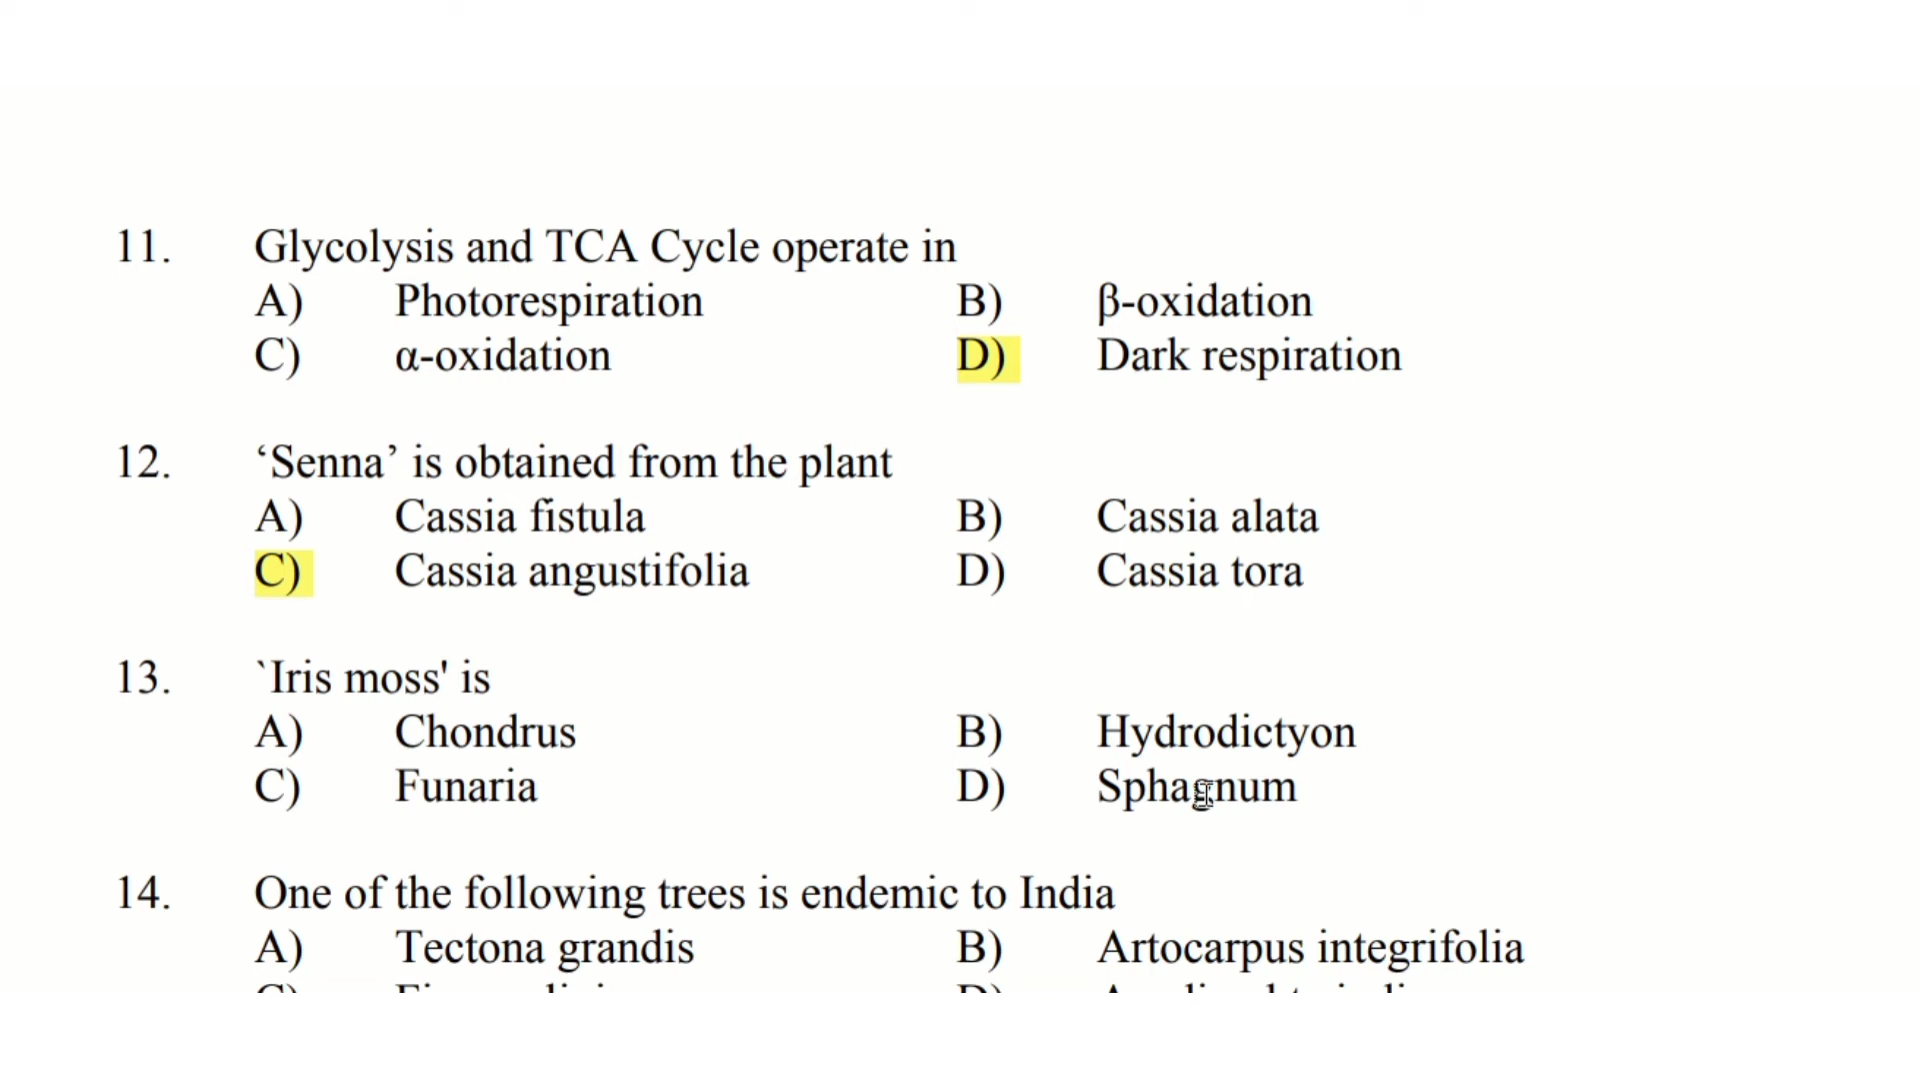 11. Glycolysis and TCA Cycle operate in
A) Photorespiration B) β-oxidation
C) α-oxidation D) Dark respiration
12. ‘Senna’ is obtained from the plant
A) Cassia fistula B) Cassia alata
C) Cassia angustifolia D) Cassia tora
13. `Iris moss' is
A) Chondrus B) Hydrodictyon
C) Funaria D) Sphagnum
14. One of the following trees is endemic to India
A) Tectona grandis B) Artocarpus integrifolia